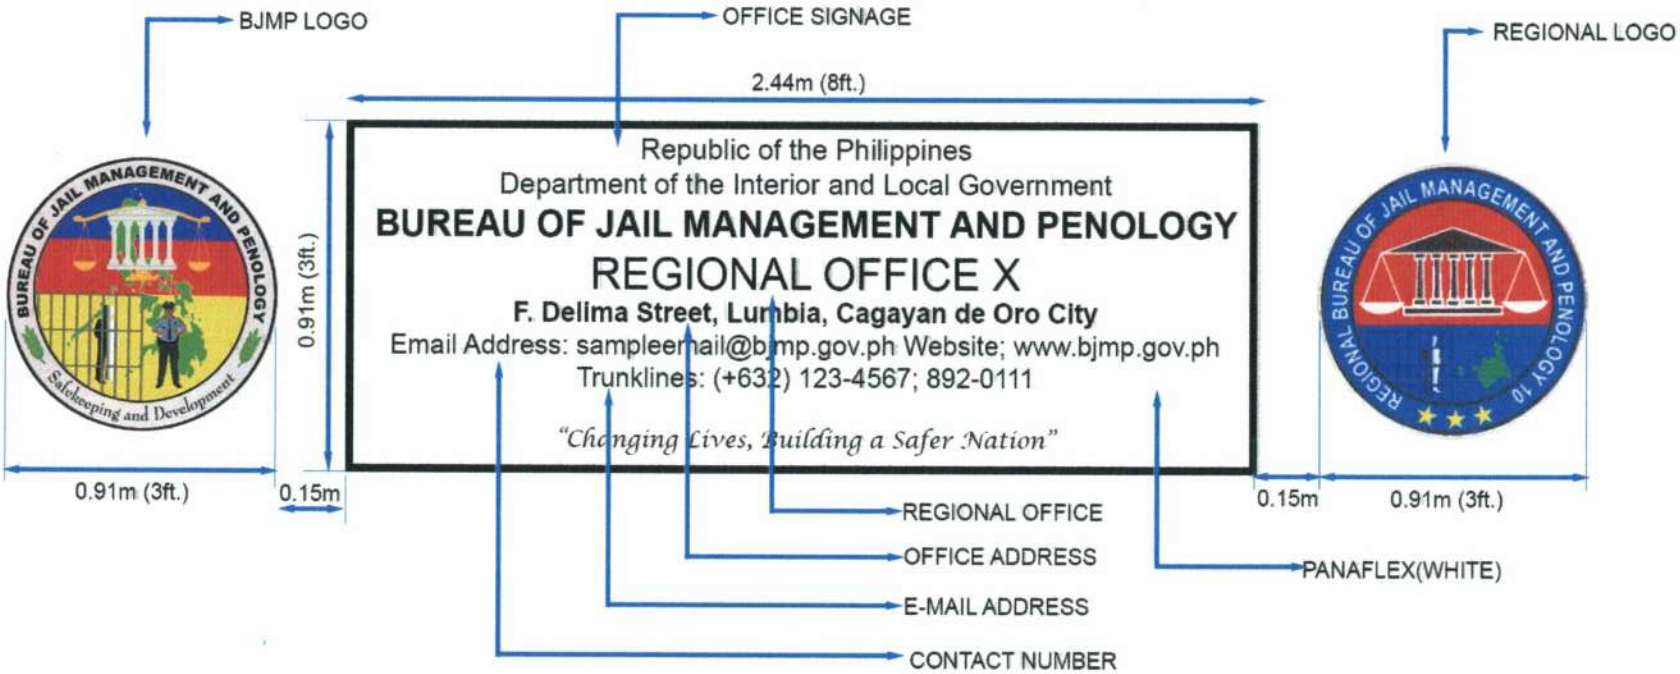 BJMP LOGO
OFFICE SIGNAGE
REGIONAL LOGO
2.44m (8ft.)
0.91m (3ft.)
BUREAU OF JAIL MANAGEMENT AND PENOLOGY
Safekeeping and Development
Republic of the Philippines
Department of the Interior and Local Government
BUREAU OF JAIL MANAGEMENT AND PENOLOGY
REGIONAL OFFICE X
F. Delima Street, Lumbia, Cagayan de Oro City
Email Address: sampleemail@bjmp.gov.ph Website; www.bjmp.gov.ph
Trunklines: (+632) 123-4567; 892-0111
“Changing Lives, Building a Safer Nation”
REGIONAL BUREAU OF JAIL MANAGEMENT AND PENOLOGY 10
0.91m (3ft.)
0.15m
0.15m
0.91m (3ft.)
REGIONAL OFFICE
OFFICE ADDRESS
PANAFLEX(WHITE)
E-MAIL ADDRESS
CONTACT NUMBER